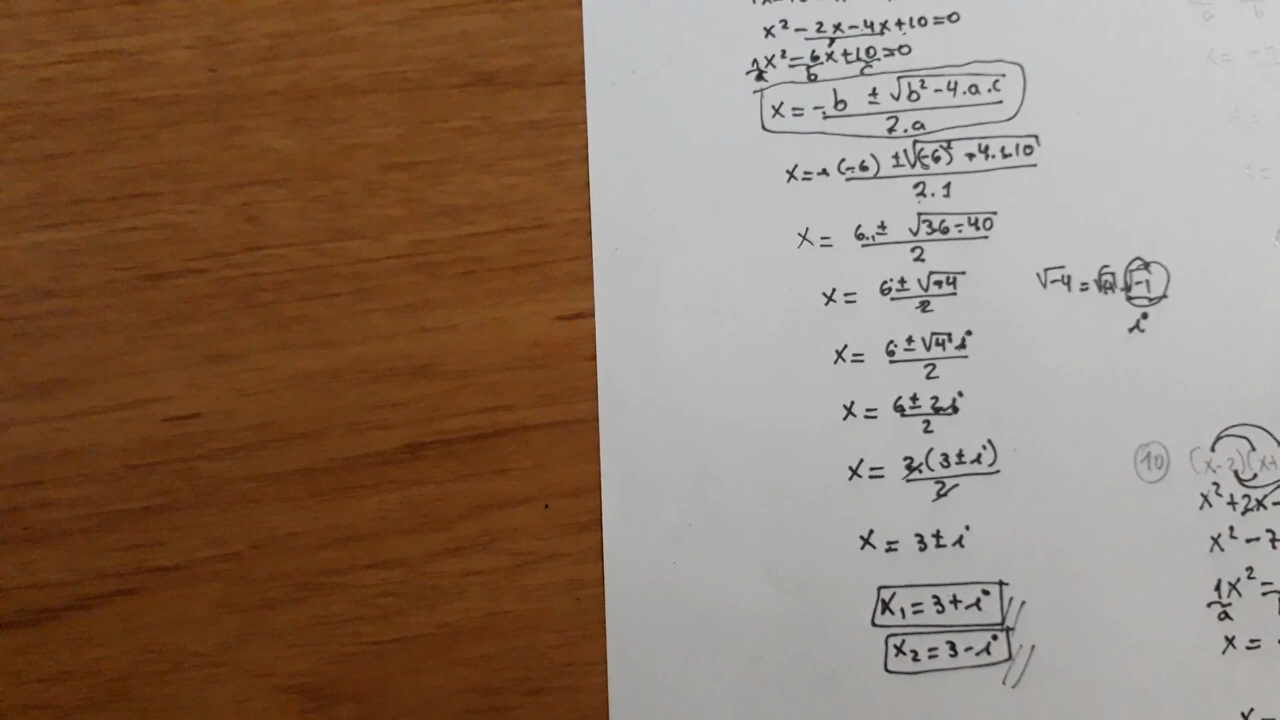 x² - 2x - 4x + 10 = 0
1x² - 6x + 10 = 0
a b c
x = -b ± √b² - 4.a.c
2.a
x = - (-6) ± √(-6)² - 4.1.10
2.1
x = 6 ± √36 - 40
2
x = 6 ± √-4
2
√-4 = √4 √-1
i
x = 6 ± √4 i
2
x = 6 ± 2i
2
x = 2.(3 ± i)
2
x = 3 ± i
x₁ = 3 + i
x₂ = 3 - i
10 (x-2)(x+
x² + 2x -
x² - 7
1x² =
a
x =